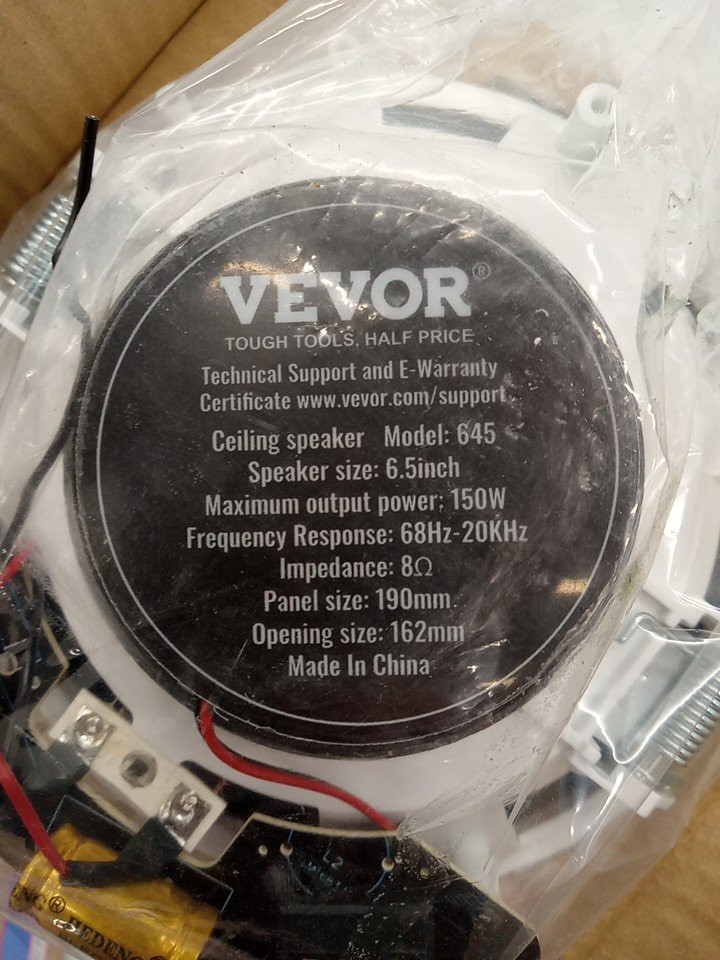 VEVOR®
TOUGH TOOLS, HALF PRICE
Technical Support and E-Warranty
Certificate www.vevor.com/support
Ceiling speaker Model: 645
Speaker size: 6.5inch
Maximum output power: 150W
Frequency Response: 68Hz-20KHz
Impedance: 8Ω
Panel size: 190mm
Opening size: 162mm
Made In China
L2